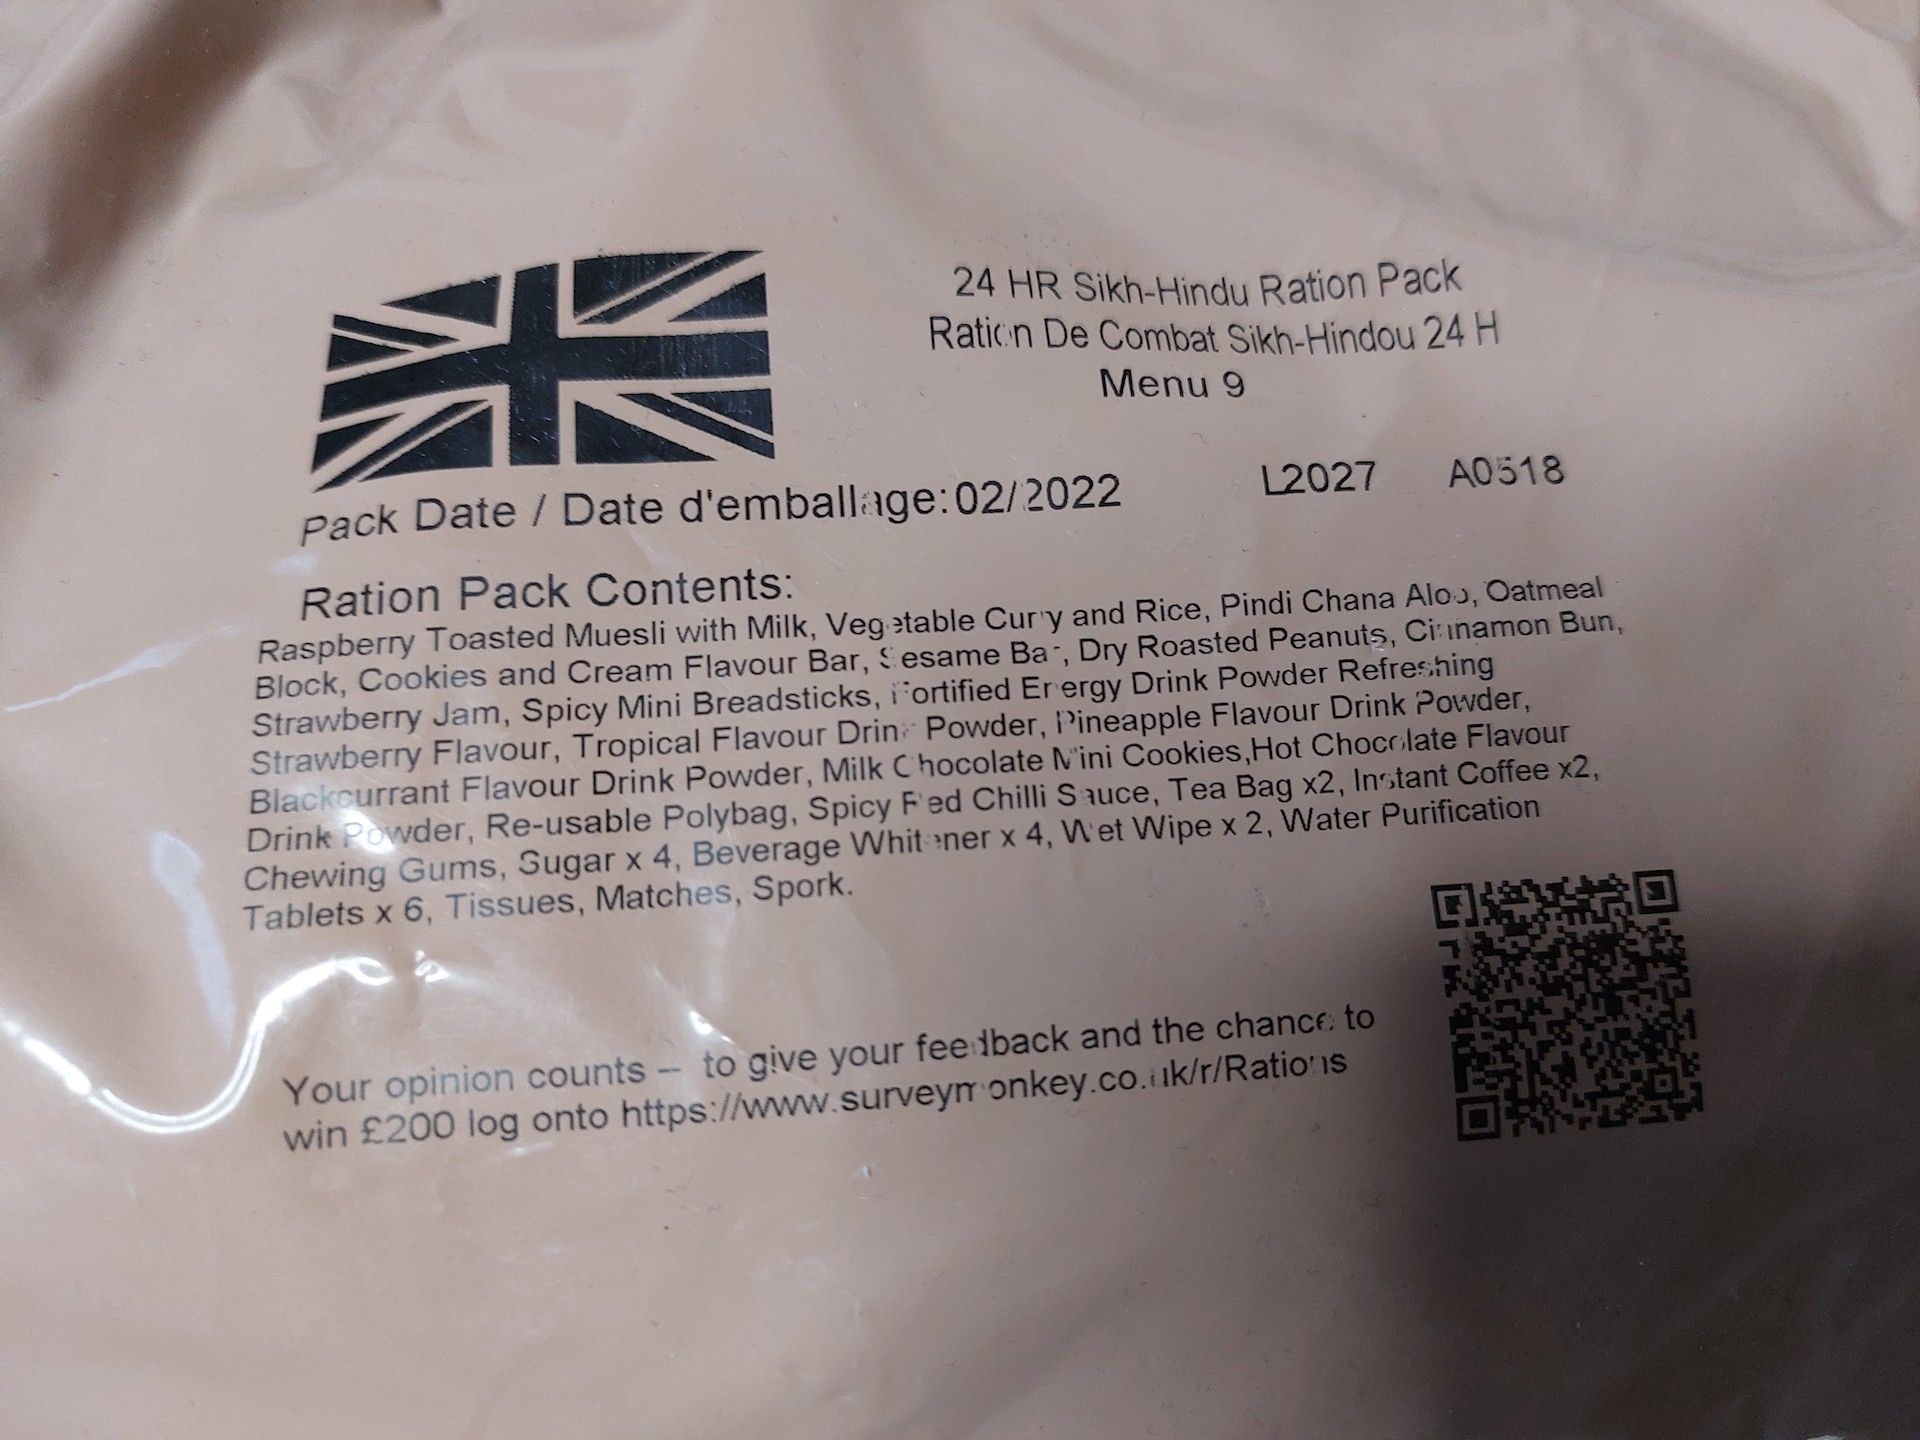 24 HR Sikh-Hindu Ration Pack
Ration De Combat Sikh-Hindou 24 H
Menu 9
Pack Date / Date d'emballage: 02/2022 L2027 A0518
Ration Pack Contents:
Raspberry Toasted Muesli with Milk, Vegetable Curry and Rice, Pindi Chana Aloo, Oatmeal
Block, Cookies and Cream Flavour Bar, Sesame Bar, Dry Roasted Peanuts, Cinnamon Bun,
Strawberry Jam, Spicy Mini Breadsticks, Fortified Energy Drink Powder Refreshing
Strawberry Flavour, Tropical Flavour Drink Powder, Pineapple Flavour Drink Powder,
Blackcurrant Flavour Drink Powder, Milk Chocolate Mini Cookies,Hot Chocolate Flavour
Drink Powder, Re-usable Polybag, Spicy Red Chilli Sauce, Tea Bag x2, Instant Coffee x2,
Chewing Gums, Sugar x 4, Beverage Whitener x 4, Wet Wipe x 2, Water Purification
Tablets x 6, Tissues, Matches, Spork.
Your opinion counts – to give your feedback and the chance to
win £200 log onto https://www.surveymonkey.co.uk/r/Rations